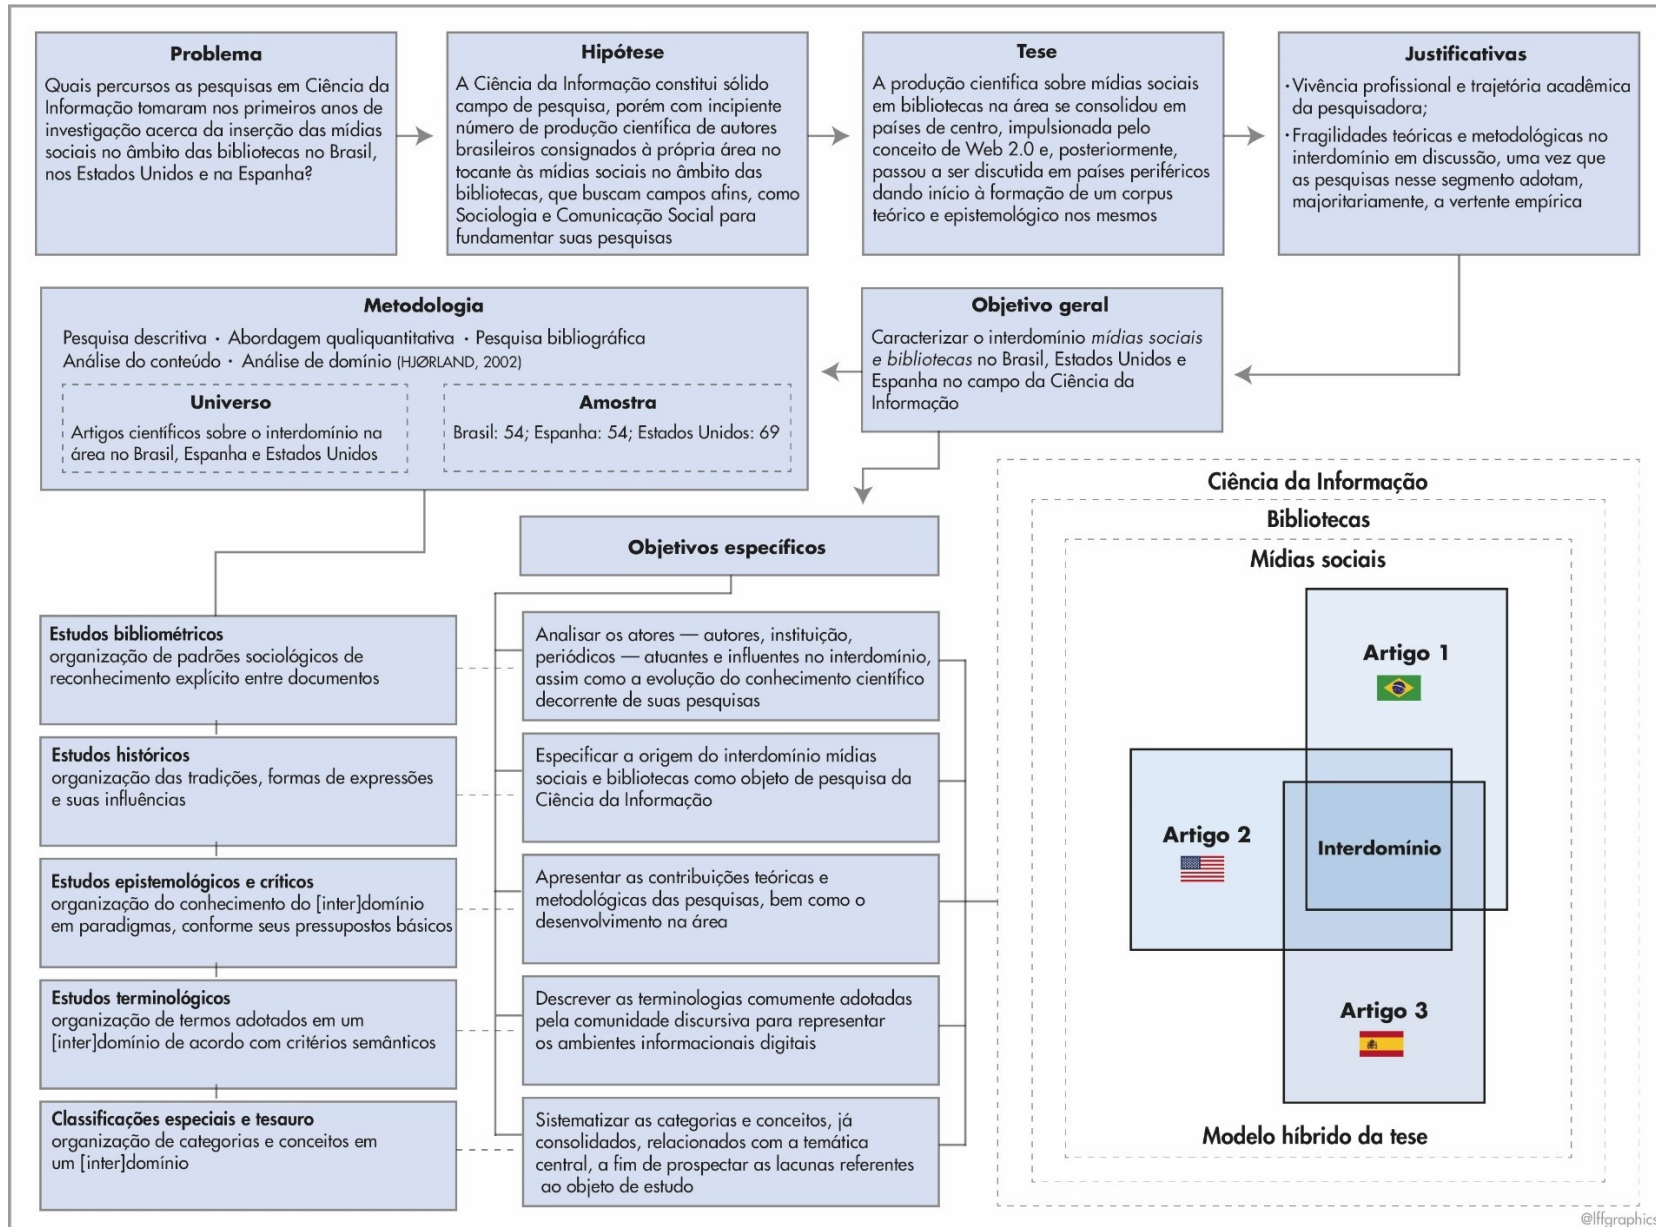 Problema
Quais percursos as pesquisas em Ciência da
Informação tomaram nos primeiros anos de
investigação acerca da inserção das mídias
sociais no âmbito das bibliotecas no Brasil,
nos Estados Unidos e na Espanha?
Hipótese
A Ciência da Informação constitui sólido
campo de pesquisa, porém com incipiente
número de produção científica de autores
brasileiros consignados à própria área no
tocante às mídias sociais no âmbito das
bibliotecas, que buscam campos afins, como
Sociologia e Comunicação Social para
fundamentar suas pesquisas
Tese
A produção científica sobre mídias sociais
em bibliotecas na área se consolidou em
países de centro, impulsionada pelo
conceito de Web 2.0 e, posteriormente,
passou a ser discutida em países periféricos
dando início à formação de um corpus
teórico e epistemológico nos mesmos
Justificativas
· Vivência profissional e trajetória acadêmica
da pesquisadora;
· Fragilidades teóricas e metodológicas no
interdomínio em discussão, uma vez que
as pesquisas nesse segmento adotam,
majoritariamente, a vertente empírica
Metodologia
Pesquisa descritiva · Abordagem qualiquantitativa · Pesquisa bibliográfica
Análise do conteúdo · Análise de domínio (HJØRLAND, 2002)
Universo
Artigos científicos sobre o interdomínio na
área no Brasil, Espanha e Estados Unidos
Amostra
Brasil: 54; Espanha: 54; Estados Unidos: 69
Objetivo geral
Caracterizar o interdomínio mídias sociais
e bibliotecas no Brasil, Estados Unidos e
Espanha no campo da Ciência da
Informação
Objetivos específicos
Estudos bibliométricos
organização de padrões sociológicos de
reconhecimento explícito entre documentos
Analisar os atores — autores, instituição,
periódicos — atuantes e influentes no interdomínio,
assim como a evolução do conhecimento científico
decorrente de suas pesquisas
Estudos históricos
organização das tradições, formas de expressões
e suas influências
Especificar a origem do interdomínio mídias
sociais e bibliotecas como objeto de pesquisa da
Ciência da Informação
Estudos epistemológicos e críticos
organização do conhecimento do [inter]domínio
em paradigmas, conforme seus pressupostos básicos
Apresentar as contribuições teóricas e
metodológicas das pesquisas, bem como o
desenvolvimento na área
Estudos terminológicos
organização de termos adotados em um
[inter]domínio de acordo com critérios semânticos
Descrever as terminologias comumente adotadas
pela comunidade discursiva para representar
os ambientes informacionais digitais
Classificações especiais e tesauro
organização de categorias e conceitos em
um [inter]domínio
Sistematizar as categorias e conceitos, já
consolidados, relacionados com a temática
central, a fim de prospectar as lacunas referentes
ao objeto de estudo
Ciência da Informação
Bibliotecas
Mídias sociais
Artigo 1
Artigo 2
Interdomínio
Artigo 3
Modelo híbrido da tese
@lffgraphics